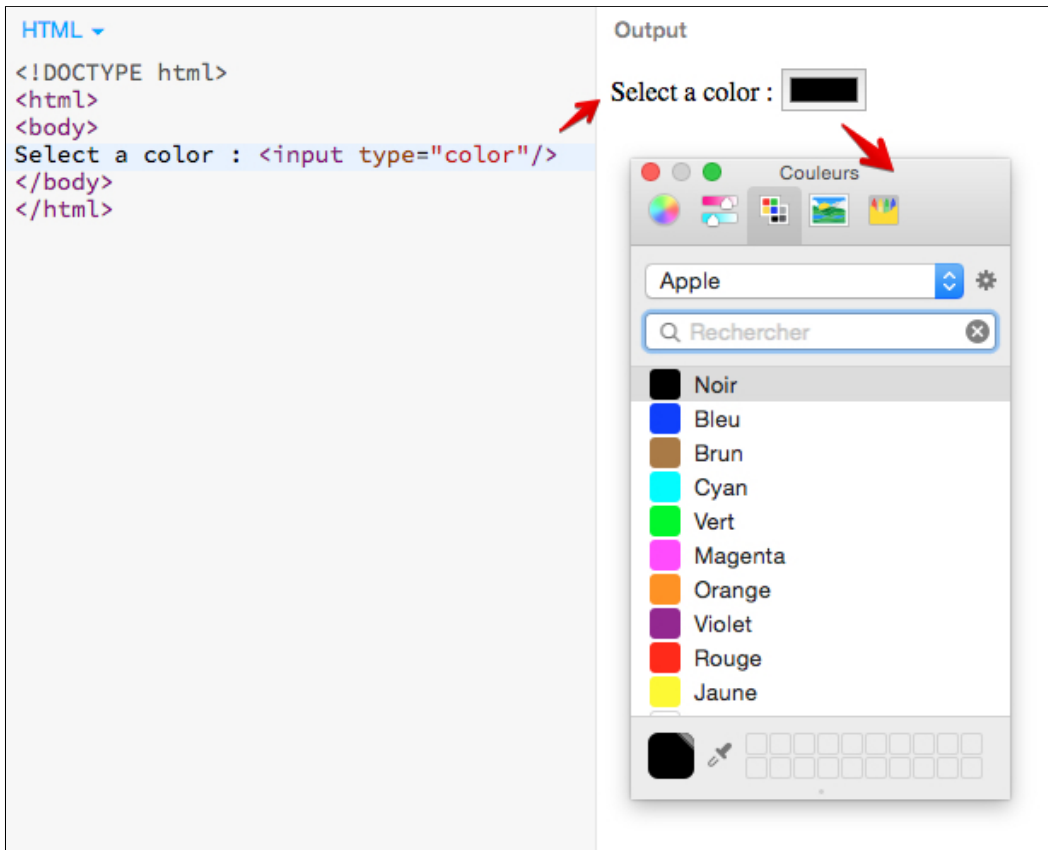 HTML
<!DOCTYPE html>
<html>
<body>
Select a color : <input type="color"/>
</body>
</html>
Output
Select a color :
Couleurs
Apple
Rechercher
Noir
Bleu
Brun
Cyan
Vert
Magenta
Orange
Violet
Rouge
Jaune